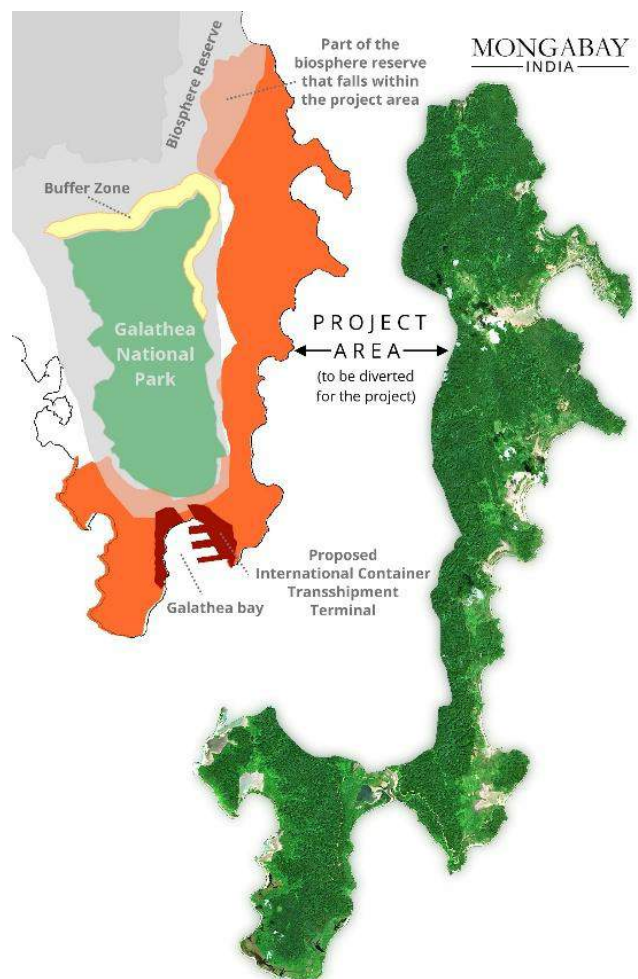 MONGABAY
INDIA
Part of the
biosphere reserve
that falls within
the project area
Biosphere Reserve
Buffer Zone
Galathea
National
Park
PROJECT
AREA
(to be diverted
for the project)
Proposed
International Container
Transshipment
Terminal
Galathea bay